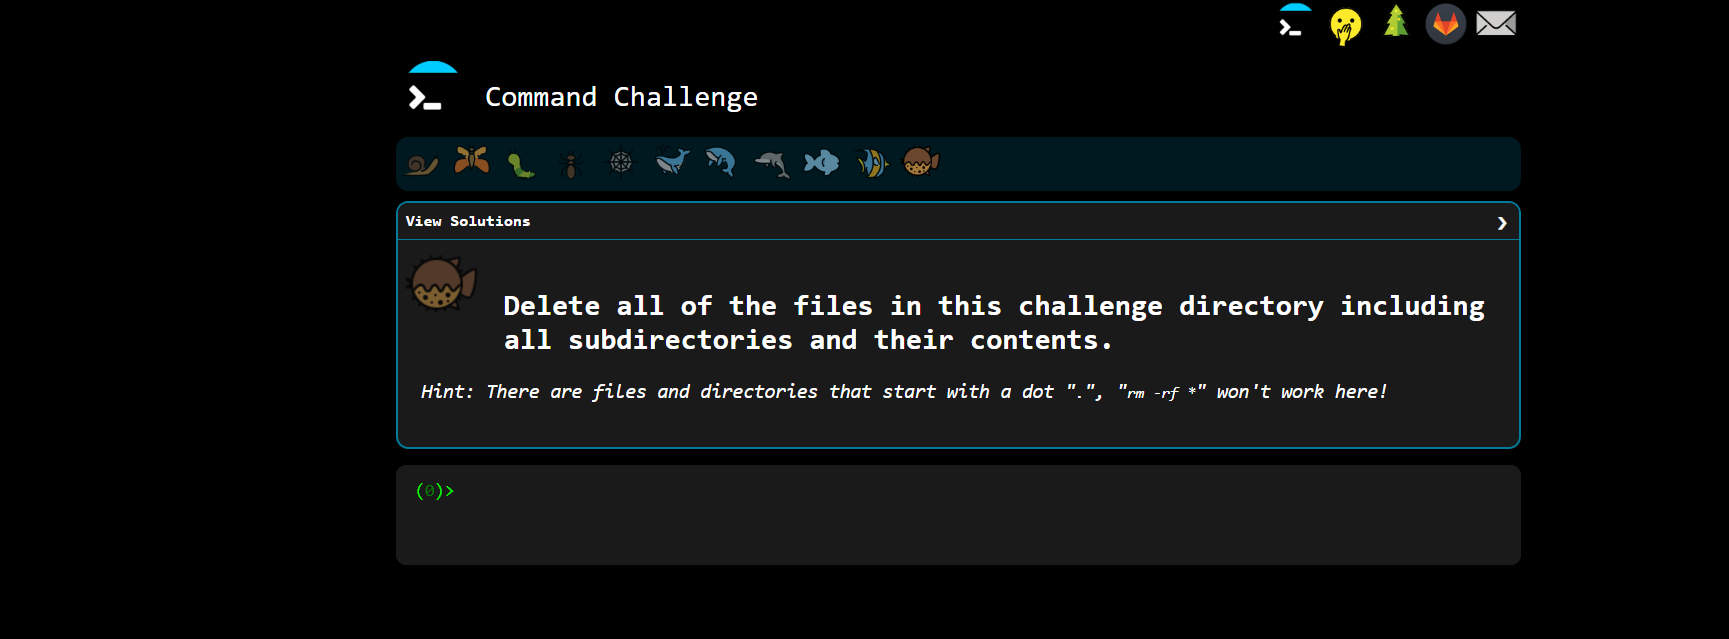 Command Challenge
View Solutions
Delete all of the files in this challenge directory including
all subdirectories and their contents.
Hint: There are files and directories that start with a dot ".", "rm -rf *" won't work here!
(0)>